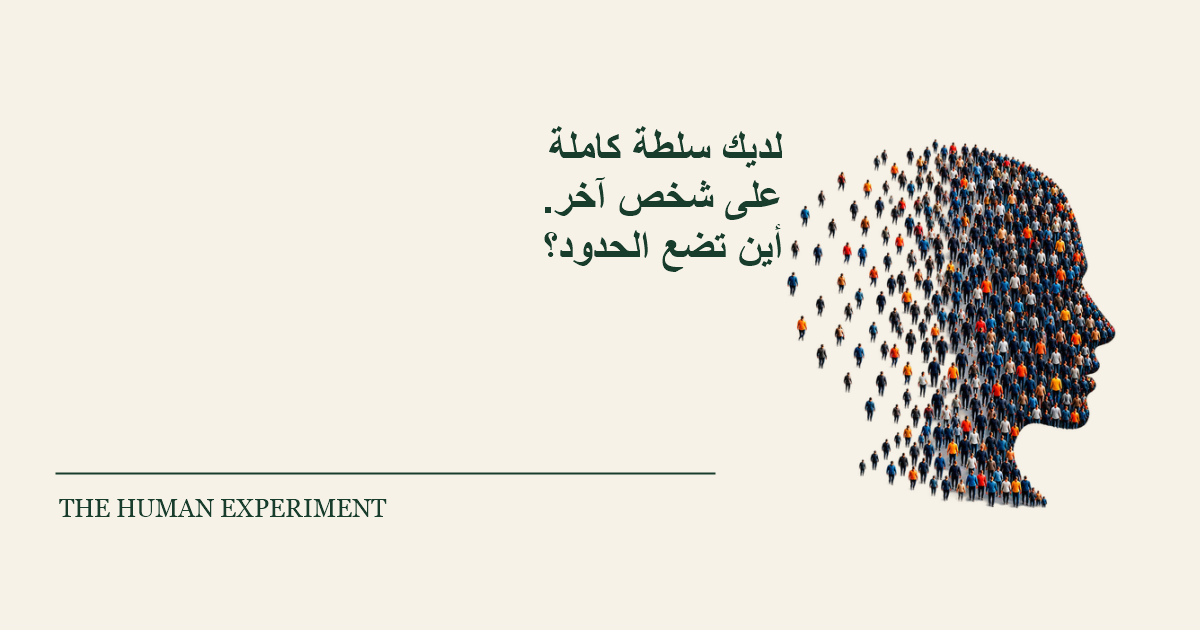 لديك سلطة كاملة
على شخص آخر.
أين تضع الحدود؟
THE HUMAN EXPERIMENT